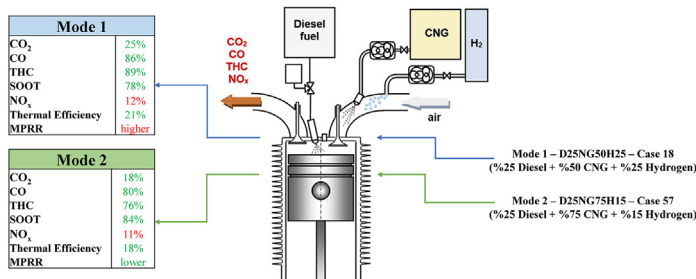 Mode 1
CO₂ 25%
CO 86%
THC 89%
SOOT 78%
NOₓ 12%
Thermal Efficiency 21%
MPRR higher
Mode 2
CO₂ 18%
CO 80%
THC 76%
SOOT 84%
NOₓ 11%
Thermal Efficiency 18%
MPRR lower
CO₂
CO
THC
NOₓ
Diesel
fuel
CNG
H₂
air
Mode 1 – D25NG50H25 – Case 18
(%25 Diesel + %50 CNG + %25 Hydrogen)
Mode 2 – D25NG75H15 – Case 57
(%25 Diesel + %75 CNG + %15 Hydrogen)